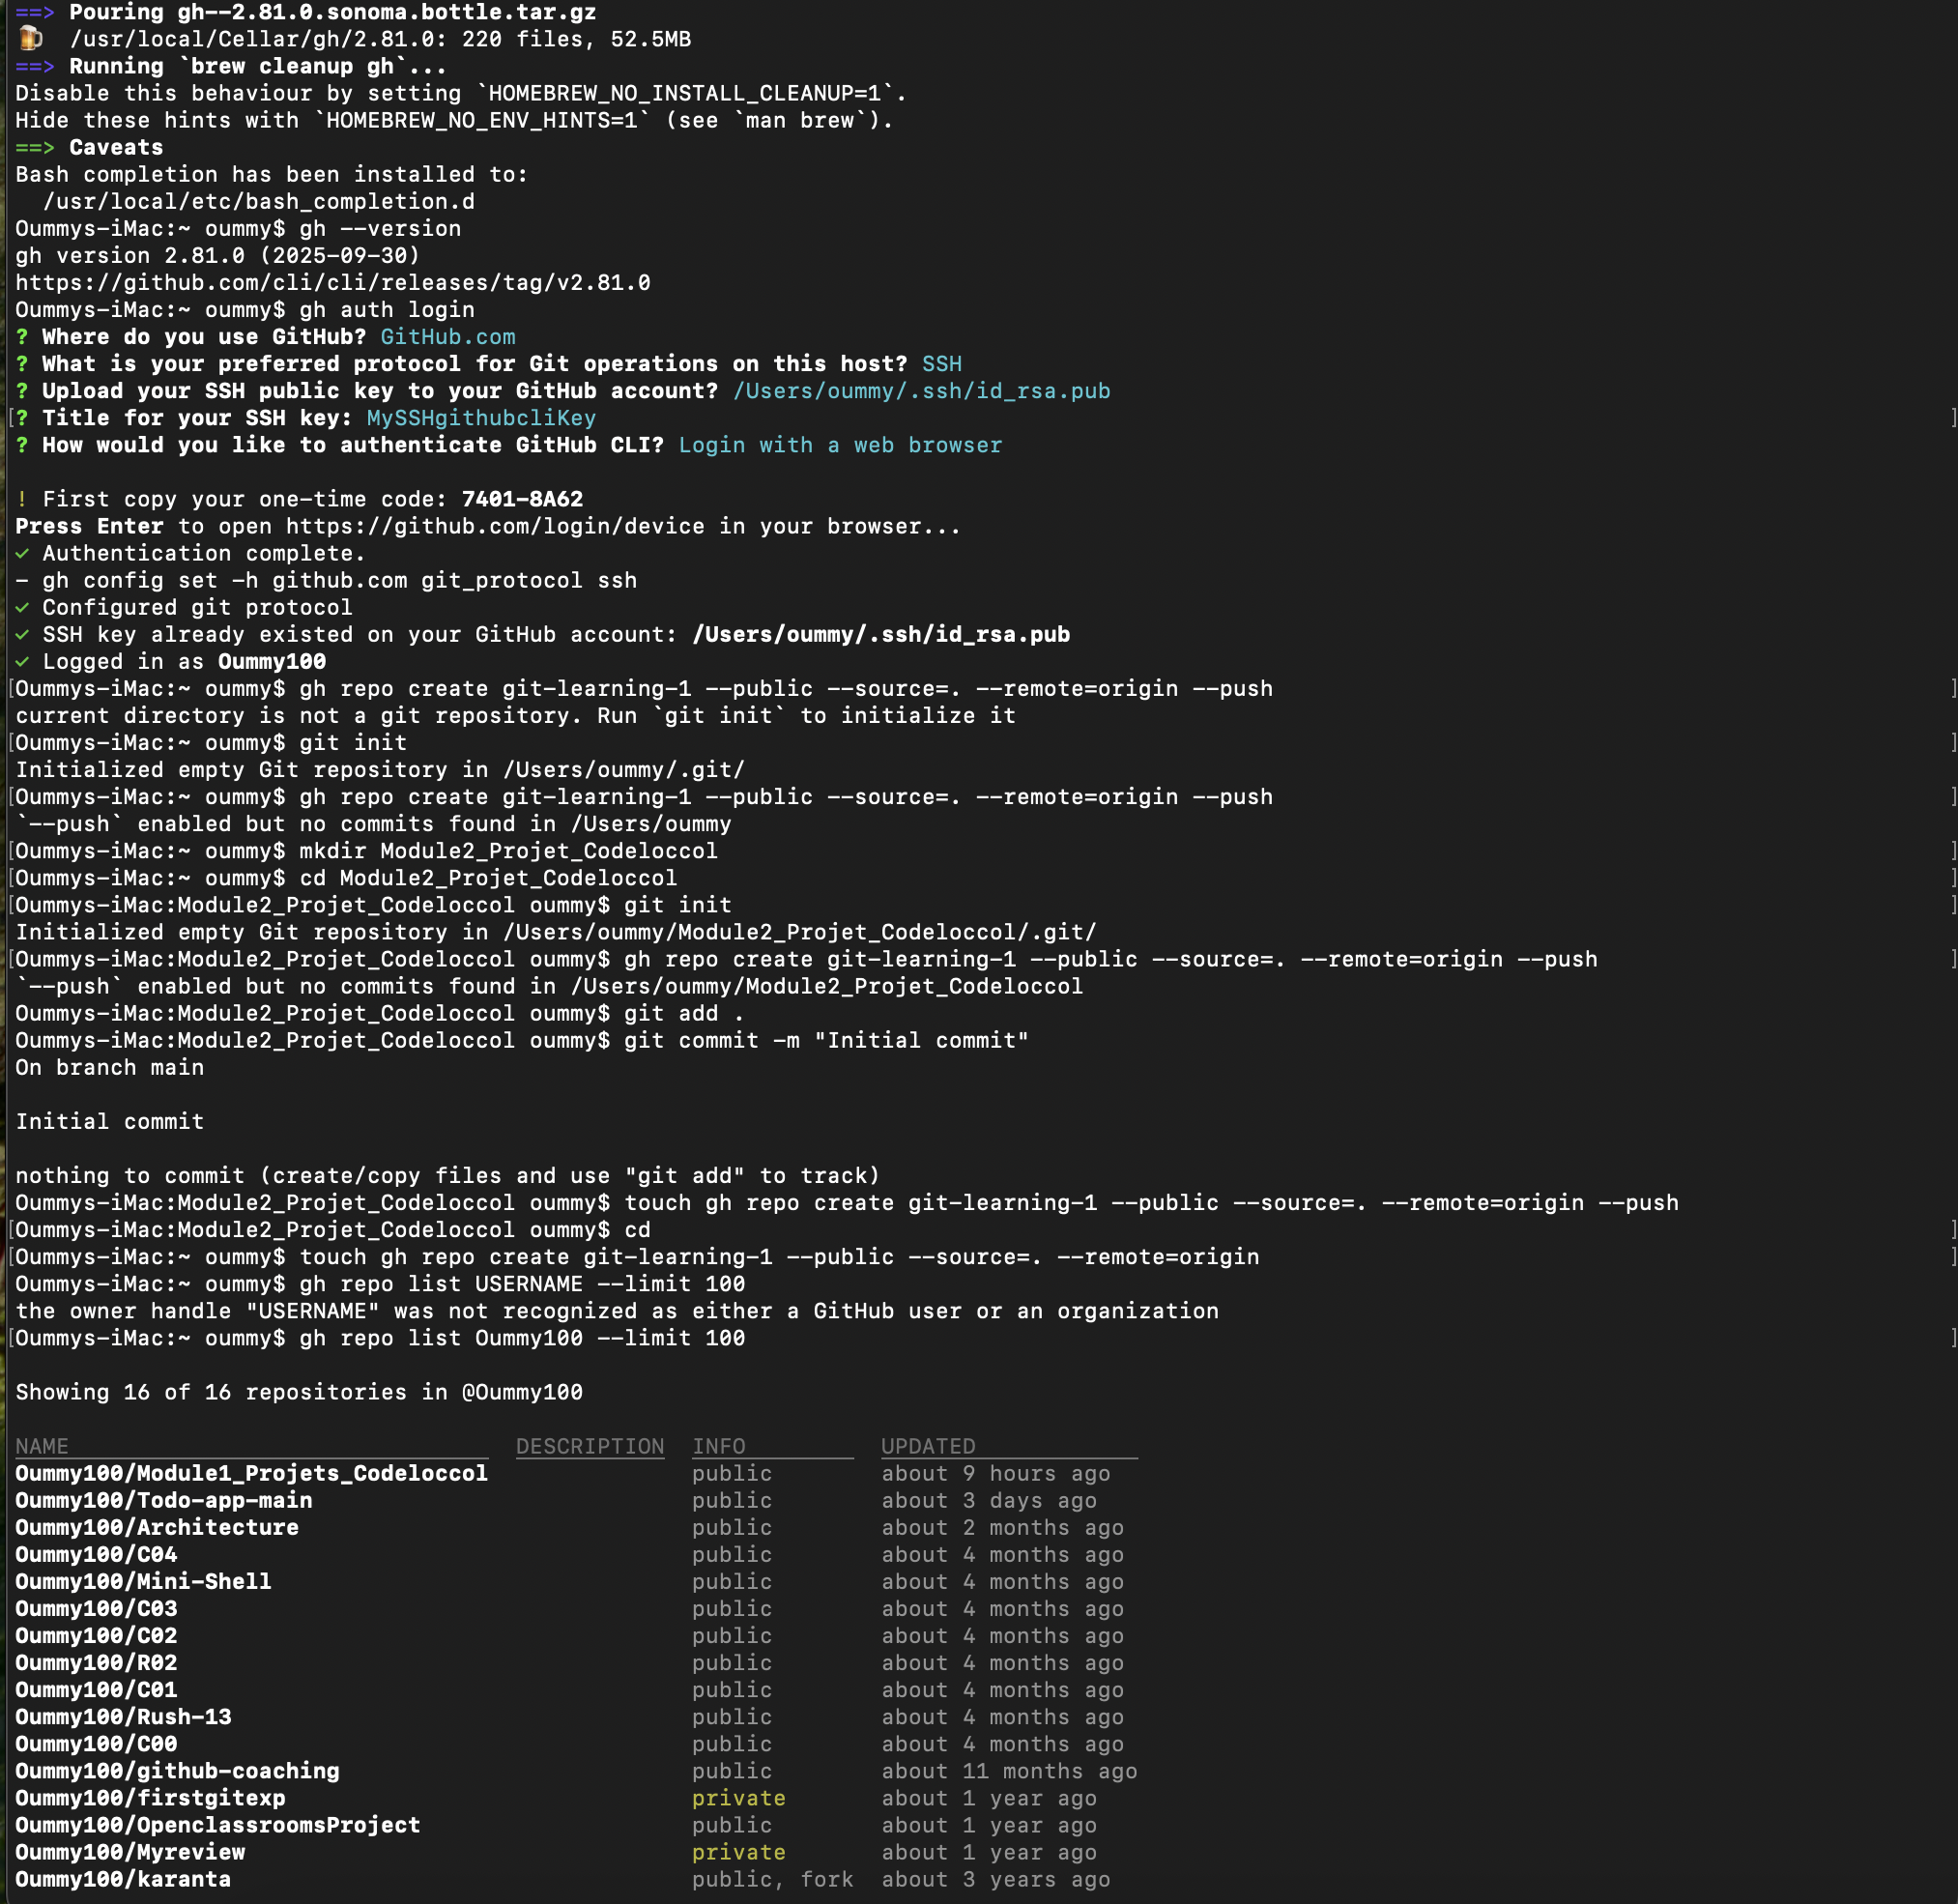 ==> Pouring gh--2.81.0.sonoma.bottle.tar.gz
🍺  /usr/local/Cellar/gh/2.81.0: 220 files, 52.5MB
==> Running `brew cleanup gh`...
Disable this behaviour by setting `HOMEBREW_NO_INSTALL_CLEANUP=1`.
Hide these hints with `HOMEBREW_NO_ENV_HINTS=1` (see `man brew`).
==> Caveats
Bash completion has been installed to:
  /usr/local/etc/bash_completion.d
Oummys-iMac:~ oummy$ gh --version
gh version 2.81.0 (2025-09-30)
https://github.com/cli/cli/releases/tag/v2.81.0
Oummys-iMac:~ oummy$ gh auth login
? Where do you use GitHub? GitHub.com
? What is your preferred protocol for Git operations on this host? SSH
? Upload your SSH public key to your GitHub account? /Users/oummy/.ssh/id_rsa.pub
[? Title for your SSH key: MySSHgithubcliKey ]
? How would you like to authenticate GitHub CLI? Login with a web browser

! First copy your one-time code: 7401-8A62
Press Enter to open https://github.com/login/device in your browser...
✓ Authentication complete.
- gh config set -h github.com git_protocol ssh
✓ Configured git protocol
✓ SSH key already existed on your GitHub account: /Users/oummy/.ssh/id_rsa.pub
✓ Logged in as Oummy100
[Oummys-iMac:~ oummy$ gh repo create git-learning-1 --public --source=. --remote=origin --push ]
current directory is not a git repository. Run `git init` to initialize it
[Oummys-iMac:~ oummy$ git init ]
Initialized empty Git repository in /Users/oummy/.git/
[Oummys-iMac:~ oummy$ gh repo create git-learning-1 --public --source=. --remote=origin --push ]
`--push` enabled but no commits found in /Users/oummy
[Oummys-iMac:~ oummy$ mkdir Module2_Projet_Codeloccol ]
[Oummys-iMac:~ oummy$ cd Module2_Projet_Codeloccol ]
[Oummys-iMac:Module2_Projet_Codeloccol oummy$ git init ]
Initialized empty Git repository in /Users/oummy/Module2_Projet_Codeloccol/.git/
[Oummys-iMac:Module2_Projet_Codeloccol oummy$ gh repo create git-learning-1 --public --source=. --remote=origin --push ]
`--push` enabled but no commits found in /Users/oummy/Module2_Projet_Codeloccol
Oummys-iMac:Module2_Projet_Codeloccol oummy$ git add .
Oummys-iMac:Module2_Projet_Codeloccol oummy$ git commit -m "Initial commit"
On branch main

Initial commit

nothing to commit (create/copy files and use "git add" to track)
Oummys-iMac:Module2_Projet_Codeloccol oummy$ touch gh repo create git-learning-1 --public --source=. --remote=origin --push
[Oummys-iMac:Module2_Projet_Codeloccol oummy$ cd ]
[Oummys-iMac:~ oummy$ touch gh repo create git-learning-1 --public --source=. --remote=origin ]
Oummys-iMac:~ oummy$ gh repo list USERNAME --limit 100
the owner handle "USERNAME" was not recognized as either a GitHub user or an organization
[Oummys-iMac:~ oummy$ gh repo list Oummy100 --limit 100 ]

Showing 16 of 16 repositories in @Oummy100

NAME  DESCRIPTION  INFO  UPDATED
Oummy100/Module1_Projets_Codeloccol  public  about 9 hours ago
Oummy100/Todo-app-main  public  about 3 days ago
Oummy100/Architecture  public  about 2 months ago
Oummy100/C04  public  about 4 months ago
Oummy100/Mini-Shell  public  about 4 months ago
Oummy100/C03  public  about 4 months ago
Oummy100/C02  public  about 4 months ago
Oummy100/R02  public  about 4 months ago
Oummy100/C01  public  about 4 months ago
Oummy100/Rush-13  public  about 4 months ago
Oummy100/C00  public  about 4 months ago
Oummy100/github-coaching  public  about 11 months ago
Oummy100/firstgitexp  private  about 1 year ago
Oummy100/OpenclassroomsProject  public  about 1 year ago
Oummy100/Myreview  private  about 1 year ago
Oummy100/karanta  public, fork  about 3 years ago